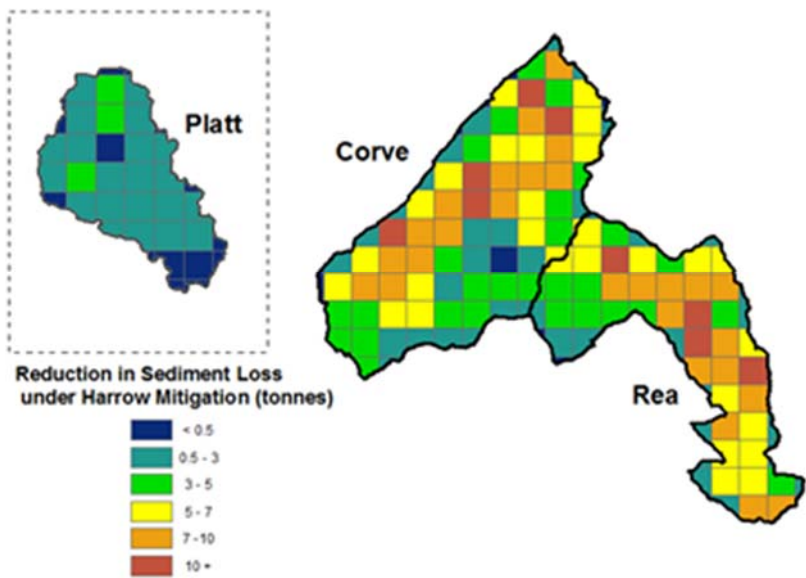 Platt
Corve
Rea
Reduction in Sediment Loss
under Harrow Mitigation (tonnes)
< 0.5
0.5 - 3
3 - 5
5 - 7
7 - 10
10 +